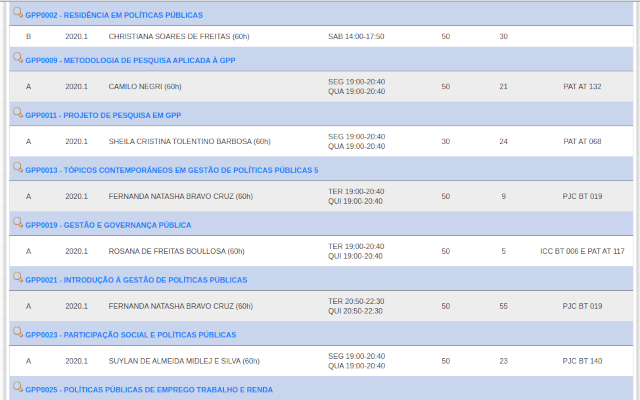 GPP0002 - RESIDÊNCIA EM POLÍTICAS PÚBLICAS
B 2020.1 CHRISTIANA SOARES DE FREITAS (60h) SAB 14:00-17:50 50 30
GPP0009 - METODOLOGIA DE PESQUISA APLICADA À GPP
A 2020.1 CAMILO NEGRI (60h) SEG 19:00-20:40 50 21 PAT AT 132
QUA 19:00-20:40
GPP0011 - PROJETO DE PESQUISA EM GPP
A 2020.1 SHEILA CRISTINA TOLENTINO BARBOSA (60h) SEG 19:00-20:40 30 24 PAT AT 068
QUA 19:00-20:40
GPP0013 - TÓPICOS CONTEMPORÂNEOS EM GESTÃO DE POLÍTICAS PÚBLICAS 5
A 2020.1 FERNANDA NATASHA BRAVO CRUZ (60h) TER 19:00-20:40 50 9 PJC BT 019
QUI 19:00-20:40
GPP0019 - GESTÃO E GOVERNANÇA PÚBLICA
A 2020.1 ROSANA DE FREITAS BOULLOSA (60h) TER 19:00-20:40 50 5 ICC BT 006 E PAT AT 117
QUI 19:00-20:40
GPP0021 - INTRODUÇÃO À GESTÃO DE POLÍTICAS PÚBLICAS
A 2020.1 FERNANDA NATASHA BRAVO CRUZ (60h) TER 20:50-22:30 50 55 PJC BT 019
QUI 20:50-22:30
GPP0023 - PARTICIPAÇÃO SOCIAL E POLÍTICAS PÚBLICAS
A 2020.1 SUYLAN DE ALMEIDA MIDLEJ E SILVA (60h) SEG 19:00-20:40 50 23 PJC BT 140
QUA 19:00-20:40
GPP0025 - POLÍTICAS PÚBLICAS DE EMPREGO TRABALHO E RENDA